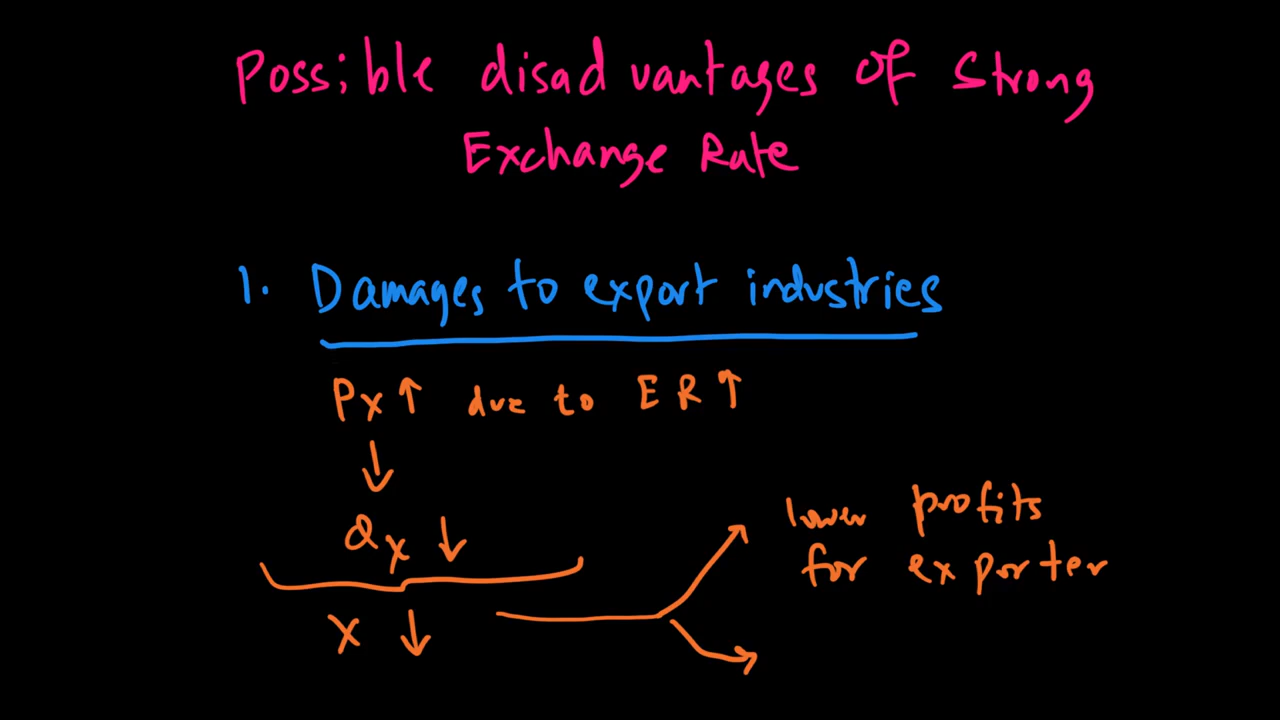 Possible disadvantages of Strong
Exchange Rate
1. Damages to export industries
Px↑ due to ER↑
↓
Qx ↓
X ↓
lower profits
for exporter